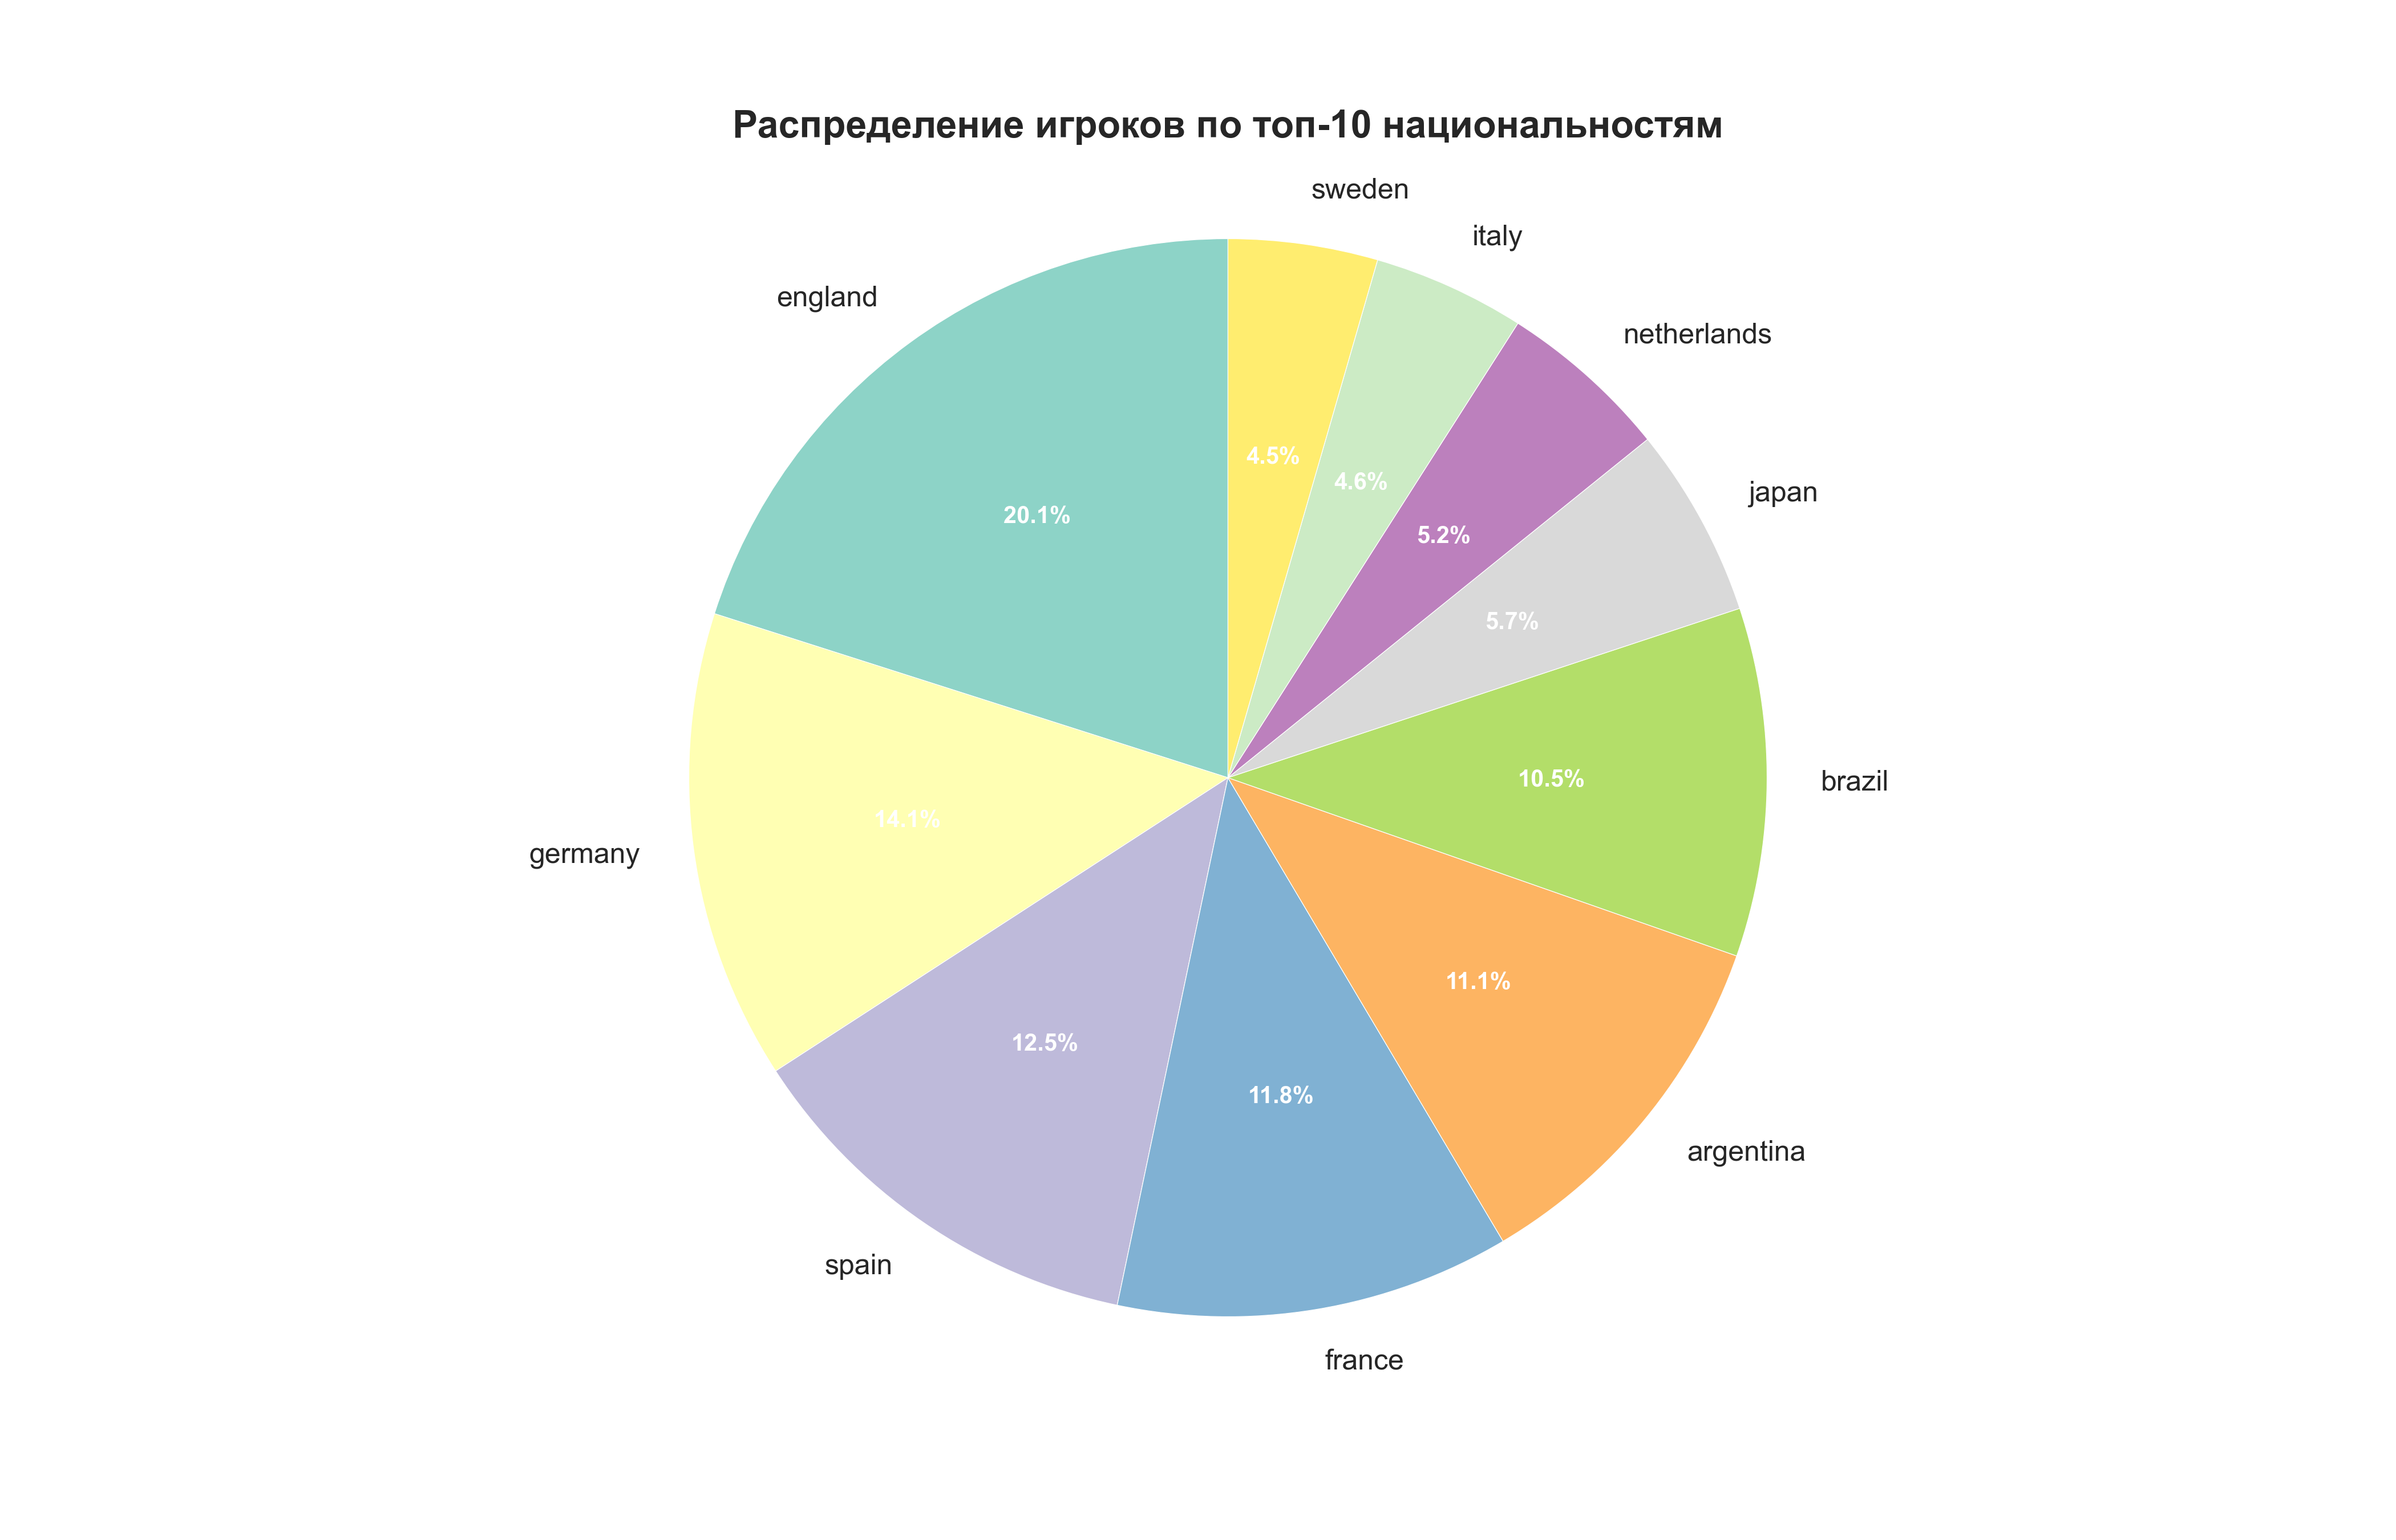 Распределение игроков по топ-10 национальностям
sweden
italy
england
netherlands
4.5%
4.6%
japan
20.1%
5.2%
5.7%
brazil
10.5%
14.1%
germany
11.1%
12.5%
11.8%
argentina
spain
france